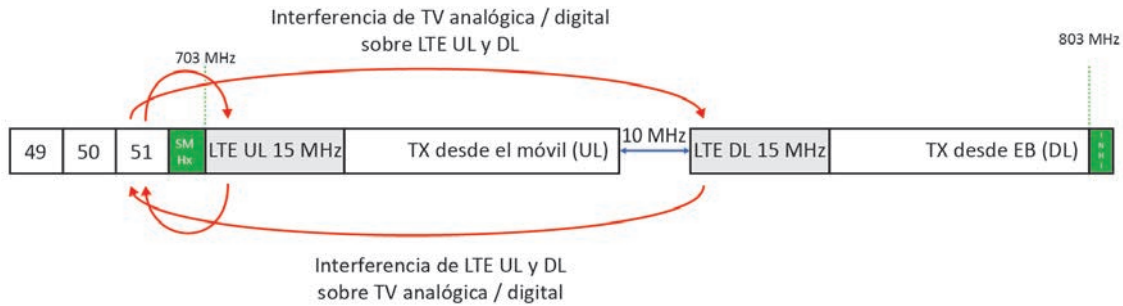 Interferencia de TV analógica / digital
sobre LTE UL y DL
703 MHz
803 MHz
49 50 51 SM Hx LTE UL 15 MHz TX desde el móvil (UL) 10 MHz LTE DL 15 MHz TX desde EB (DL)
Interferencia de LTE UL y DL
sobre TV analógica / digital